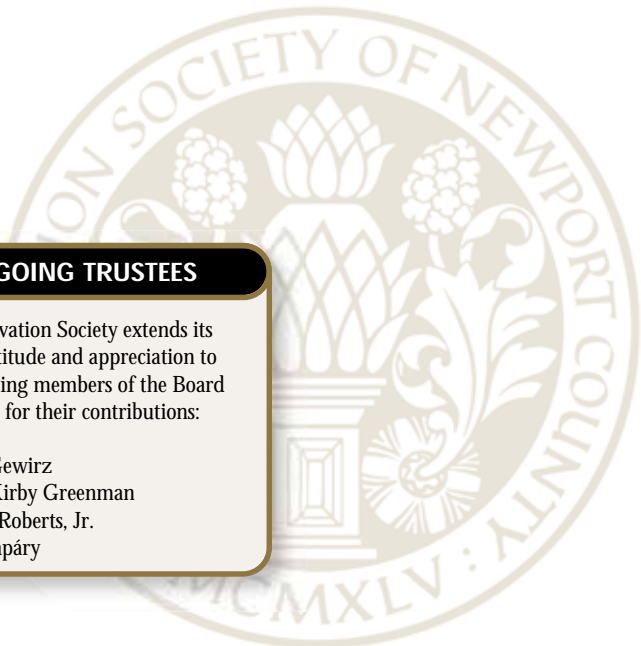 GOING TRUSTEES
vation Society extends its
titude and appreciation to
ing members of the Board
for their contributions:
Gewirz
Kirby Greenman
Roberts, Jr.
páry
ON SOCIETY OF NEWPORT COUNTY :
MCMXLV :